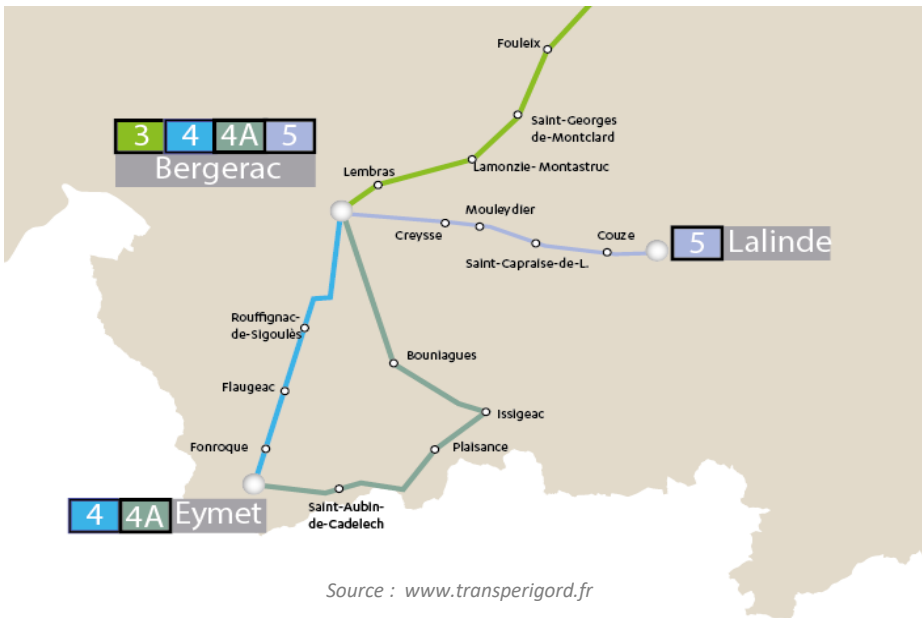 Fouleix
Saint-Georges
de-Montclard
3 4 4A 5
Bergerac
Lembras
Lamonzie- Montastruc
Mouleydier
Creysse
Couze
5 Lalinde
Saint-Capraise-de-L.
Rouffignac-
de-Sigoulès
Bouniagues
Flaugeac
Issigeac
Fonroque
Plaisance
4 4A Eymet
Saint-Aubin-
de-Cadelech
Source : www.transperigord.fr